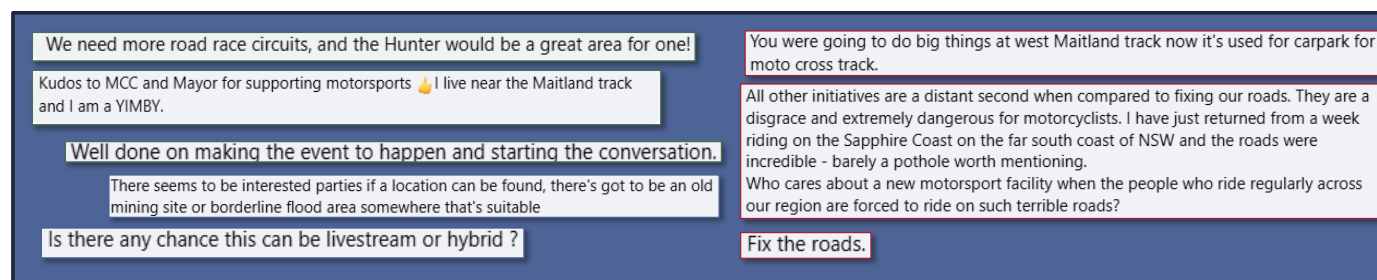 We need more road race circuits, and the Hunter would be a great area for one!
Kudos to MCC and Mayor for supporting motorsports 👍I live near the Maitland track
and I am a YIMBY.
Well done on making the event to happen and starting the conversation.
There seems to be interested parties if a location can be found, there's got to be an old
mining site or borderline flood area somewhere that's suitable
Is there any chance this can be livestream or hybrid ?
You were going to do big things at west Maitland track now it's used for carpark for
moto cross track.
All other initiatives are a distant second when compared to fixing our roads. They are a
disgrace and extremely dangerous for motorcyclists. I have just returned from a week
riding on the Sapphire Coast on the far south coast of NSW and the roads were
incredible - barely a pothole worth mentioning.
Who cares about a new motorsport facility when the people who ride regularly across
our region are forced to ride on such terrible roads?
Fix the roads.